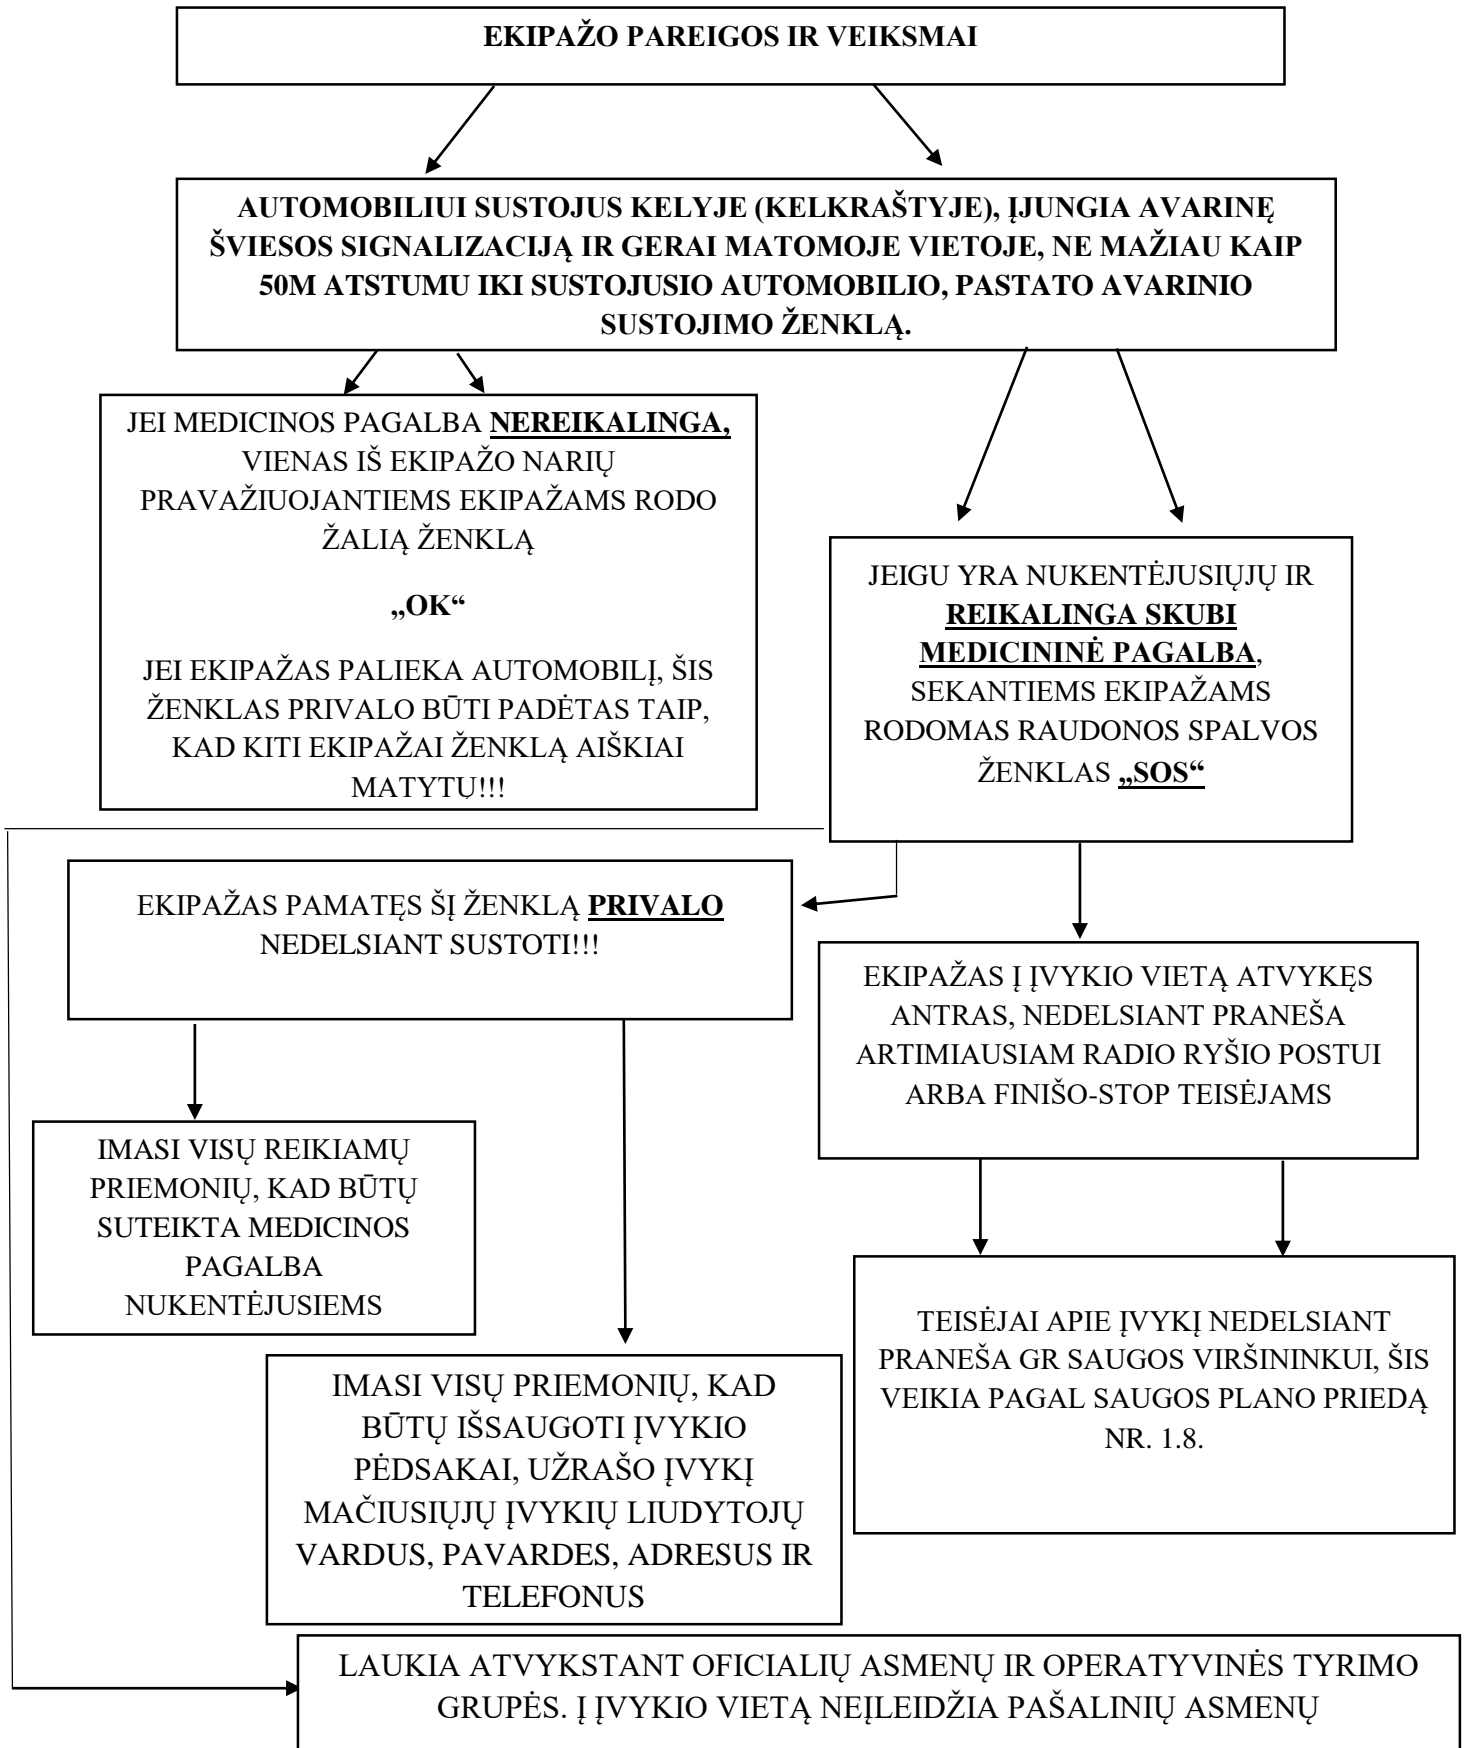 EKIPAŽO PAREIGOS IR VEIKSMAI
AUTOMOBILIUI SUSTOJUS KELYJE (KELKRAŠTYJE), ĮJUNGIA AVARINĘ
ŠVIESOS SIGNALIZACIJĄ IR GERAI MATOMOJE VIETOJE, NE MAŽIAU KAIP
50M ATSTUMU IKI SUSTOJUSIO AUTOMOBILIO, PASTATO AVARINIO
SUSTOJIMO ŽENKLĄ.
JEI MEDICINOS PAGALBA NEREIKALINGA,
VIENAS IŠ EKIPAŽO NARIŲ
PRAVAŽIUOJANTIEMS EKIPAŽAMS RODO
ŽALIĄ ŽENKLĄ
„OK“
JEI EKIPAŽAS PALIEKA AUTOMOBILĮ, ŠIS
ŽENKLAS PRIVALO BŪTI PADĖTAS TAIP,
KAD KITI EKIPAŽAI ŽENKLĄ AIŠKIAI
MATYTŲ!!!
JEIGU YRA NUKENTĖJUSIŲJŲ IR
REIKALINGA SKUBI
MEDICININĖ PAGALBA,
SEKANTIEMS EKIPAŽAMS
RODOMAS RAUDONOS SPALVOS
ŽENKLAS „SOS“
EKIPAŽAS PAMATĘS ŠĮ ŽENKLĄ PRIVALO
NEDELSIANT SUSTOTI!!!
EKIPAŽAS Į ĮVYKIO VIETĄ ATVYKĘS
ANTRAS, NEDELSIANT PRANEŠA
ARTIMIAUSIAM RADIO RYŠIO POSTUI
ARBA FINIŠO-STOP TEISĖJAMS
IMASI VISŲ REIKIAMŲ
PRIEMONIŲ, KAD BŪTŲ
SUTEIKTA MEDICINOS
PAGALBA
NUKENTĖJUSIEMS
TEISĖJAI APIE ĮVYKĮ NEDELSIANT
PRANEŠA GR SAUGOS VIRŠININKUI, ŠIS
VEIKIA PAGAL SAUGOS PLANO PRIEDĄ
NR. 1.8.
IMASI VISŲ PRIEMONIŲ, KAD
BŪTŲ IŠSAUGOTI ĮVYKIO
PĖDSAKAI, UŽRAŠO ĮVYKĮ
MAČIUSIŲJŲ ĮVYKIŲ LIUDYTOJŲ
VARDUS, PAVARDES, ADRESUS IR
TELEFONUS
LAUKIA ATVYKSTANT OFICIALIŲ ASMENŲ IR OPERATYVINĖS TYRIMO
GRUPĖS. Į ĮVYKIO VIETĄ NEĮLEIDŽIA PAŠALINIŲ ASMENŲ